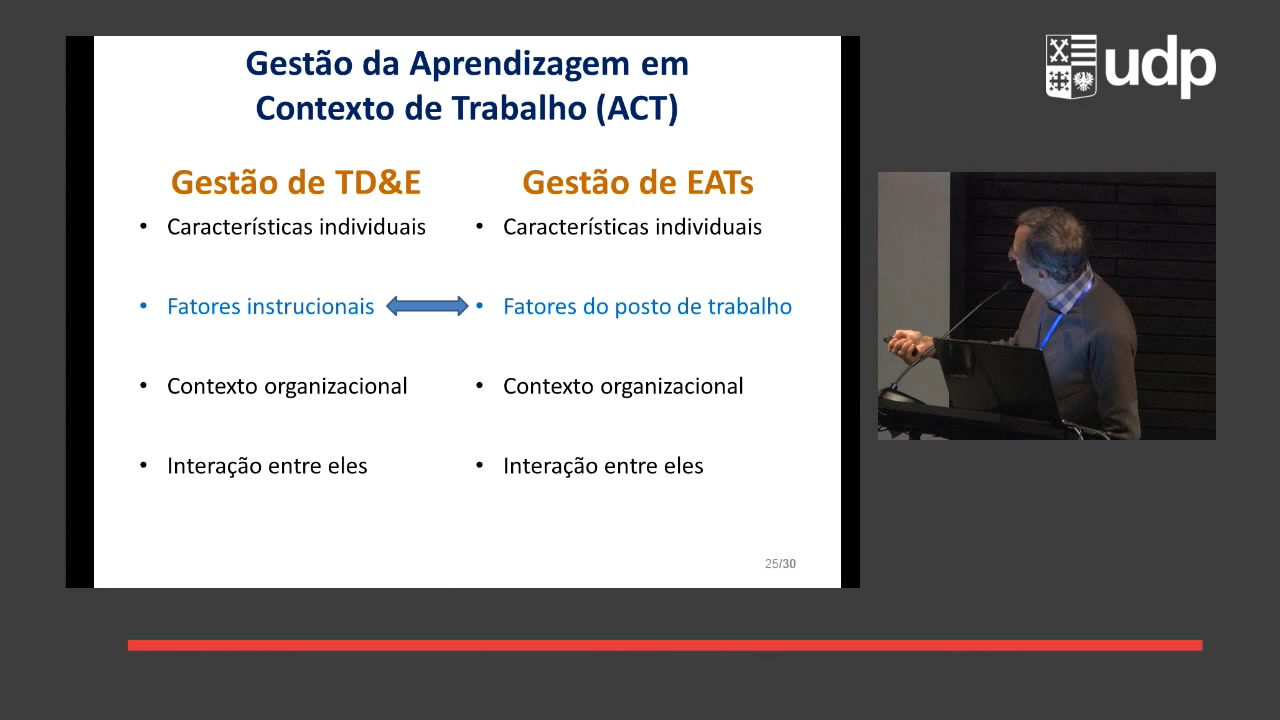 Gestão da Aprendizagem em
Contexto de Trabalho (ACT)
Gestão de TD&E
• Características individuais
• Fatores instrucionais
• Contexto organizacional
• Interação entre eles
Gestão de EATs
• Características individuais
• Fatores do posto de trabalho
• Contexto organizacional
• Interação entre eles
25/30
udp